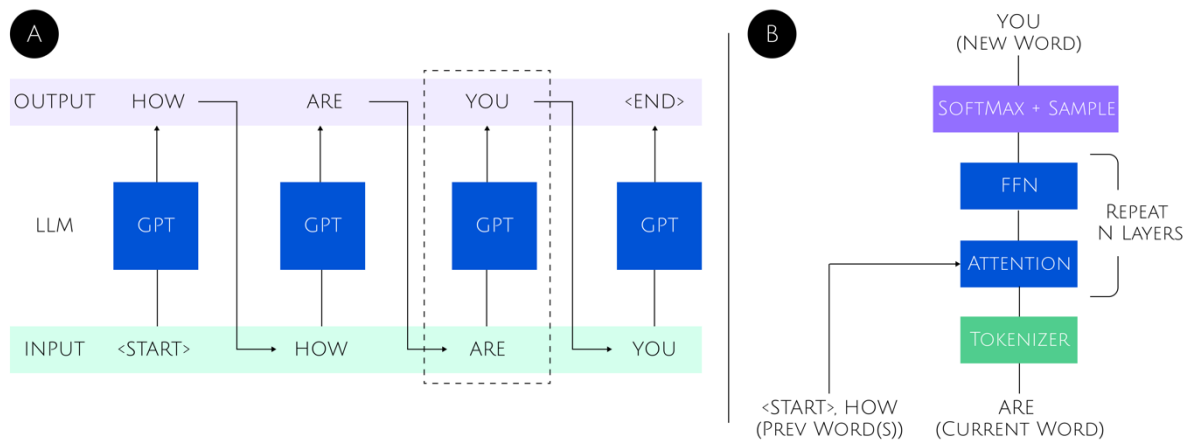 A
OUTPUT HOW ARE YOU <END>
LLM GPT GPT GPT GPT
INPUT <START> HOW ARE YOU
B
YOU
(NEW WORD)
SOFTMAX + SAMPLE
FFN
REPEAT
N LAYERS
ATTENTION
TOKENIZER
<START>, HOW
(PREV WORD(S))
ARE
(CURRENT WORD)